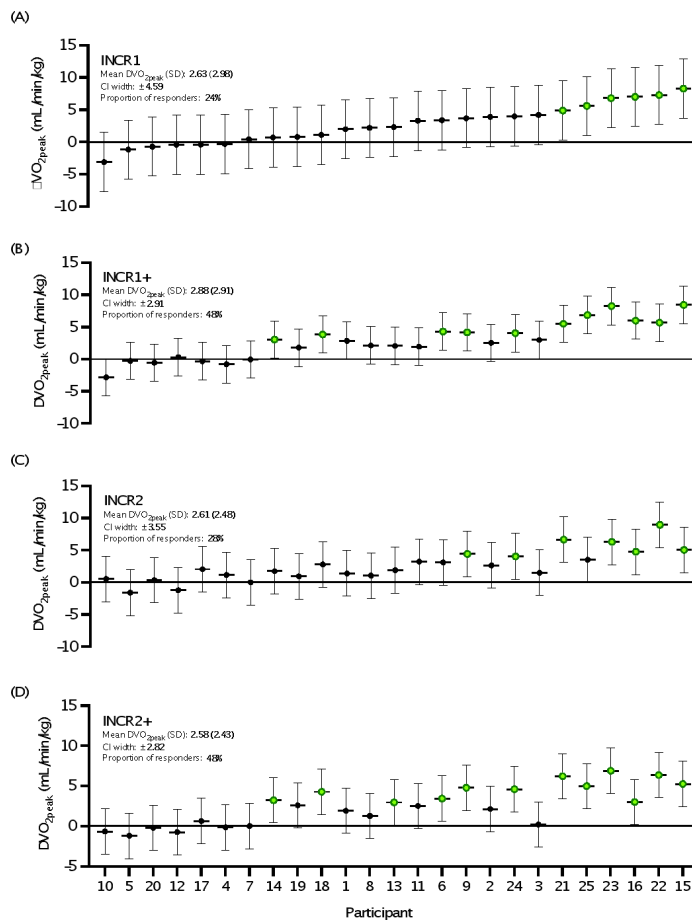 (A)
15
10
5
0
-5
-10
□VO2peak (mL/min/kg)
INCR1
Mean DVO2peak (SD): 2.63 (2.98)
CI width: ±4.59
Proportion of responders: 24%
(B)
15
10
5
0
-5
-10
DVO2peak (mL/min/kg)
INCR1+
Mean DVO2peak (SD): 2.88 (2.91)
CI width: ±2.91
Proportion of responders: 48%
(C)
15
10
5
0
-5
-10
DVO2peak (mL/min/kg)
INCR2
Mean DVO2peak (SD): 2.61 (2.48)
CI width: ±3.55
Proportion of responders: 28%
(D)
15
10
5
0
-5
DVO2peak (mL/min/kg)
INCR2+
Mean DVO2peak (SD): 2.58 (2.43)
CI width: ±2.82
Proportion of responders: 48%
10 5 20 12 17 4 7 14 19 18 1 8 13 11 6 9 2 24 3 21 25 23 16 22 15
Participant